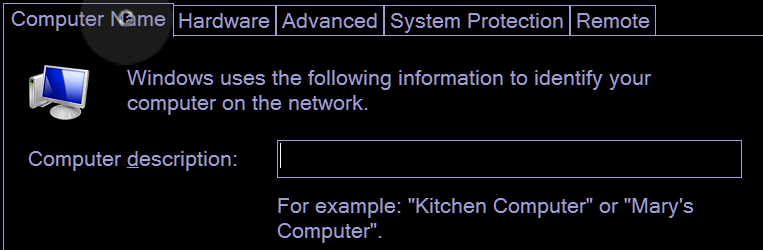 Computer Name Hardware Advanced System Protection Remote
Windows uses the following information to identify your
computer on the network.
Computer description:
For example: "Kitchen Computer" or "Mary's
Computer".